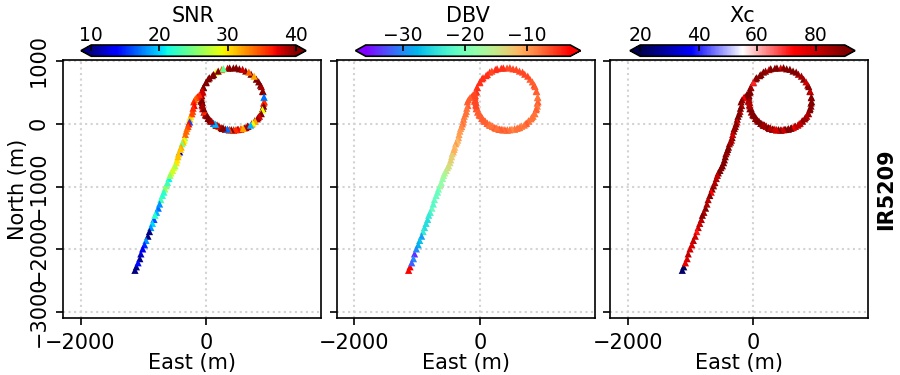 SNR DBV Xc
10 20 30 40 −30 −20 −10 20 40 60 80
1000
0
−1000
−2000
−3000
North (m)
IR5209
−2000 0 −2000 0 −2000 0
East (m) East (m) East (m)